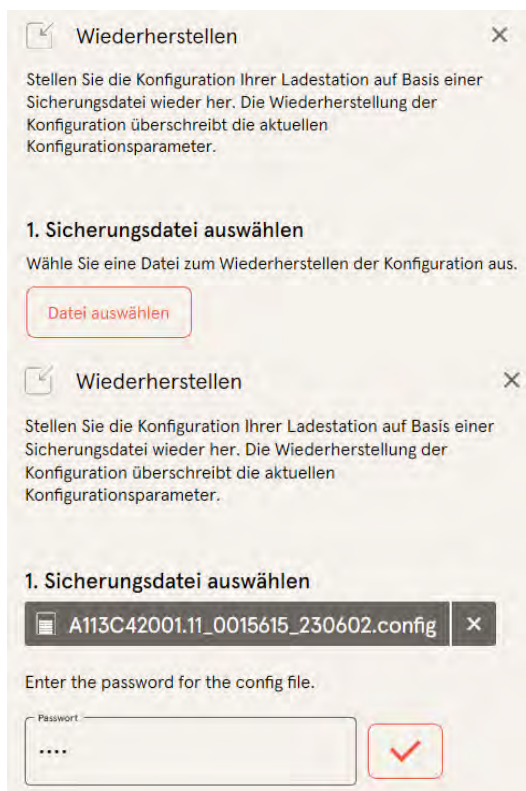 Wiederherstellen
Stellen Sie die Konfiguration Ihrer Ladestation auf Basis einer
Sicherungsdatei wieder her. Die Wiederherstellung der
Konfiguration überschreibt die aktuellen
Konfigurationsparameter.
1. Sicherungsdatei auswählen
Wähle Sie eine Datei zum Wiederherstellen der Konfiguration aus.
Datei auswählen
Wiederherstellen
Stellen Sie die Konfiguration Ihrer Ladestation auf Basis einer
Sicherungsdatei wieder her. Die Wiederherstellung der
Konfiguration überschreibt die aktuellen
Konfigurationsparameter.
1. Sicherungsdatei auswählen
A113C42001.11_0015615_230602.config
Enter the password for the config file.
Passwort
••••